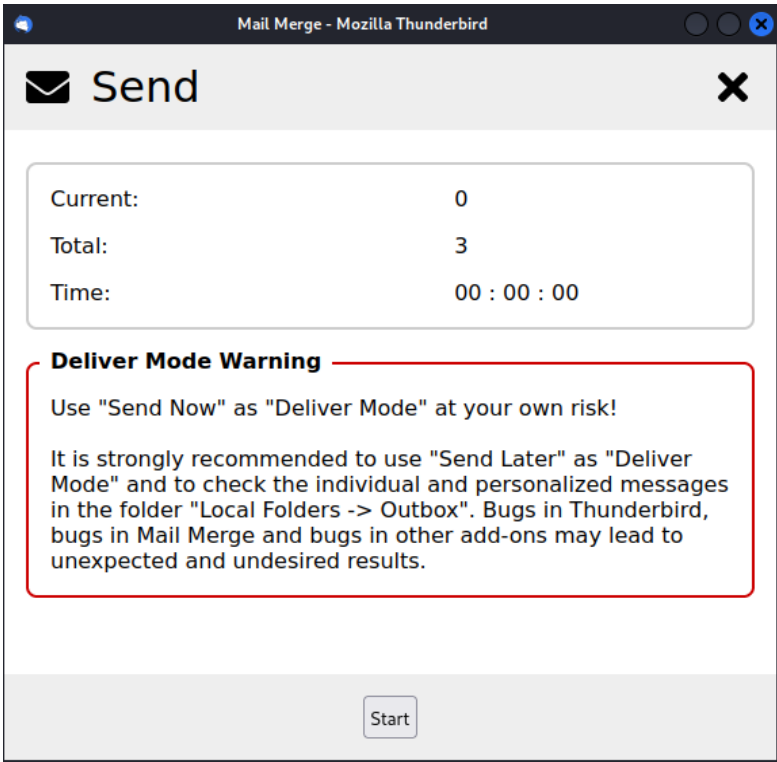 Mail Merge - Mozilla Thunderbird
Send
Current: 0
Total: 3
Time: 00 : 00 : 00
Deliver Mode Warning
Use "Send Now" as "Deliver Mode" at your own risk!
It is strongly recommended to use "Send Later" as "Deliver
Mode" and to check the individual and personalized messages
in the folder "Local Folders -> Outbox". Bugs in Thunderbird,
bugs in Mail Merge and bugs in other add-ons may lead to
unexpected and undesired results.
Start